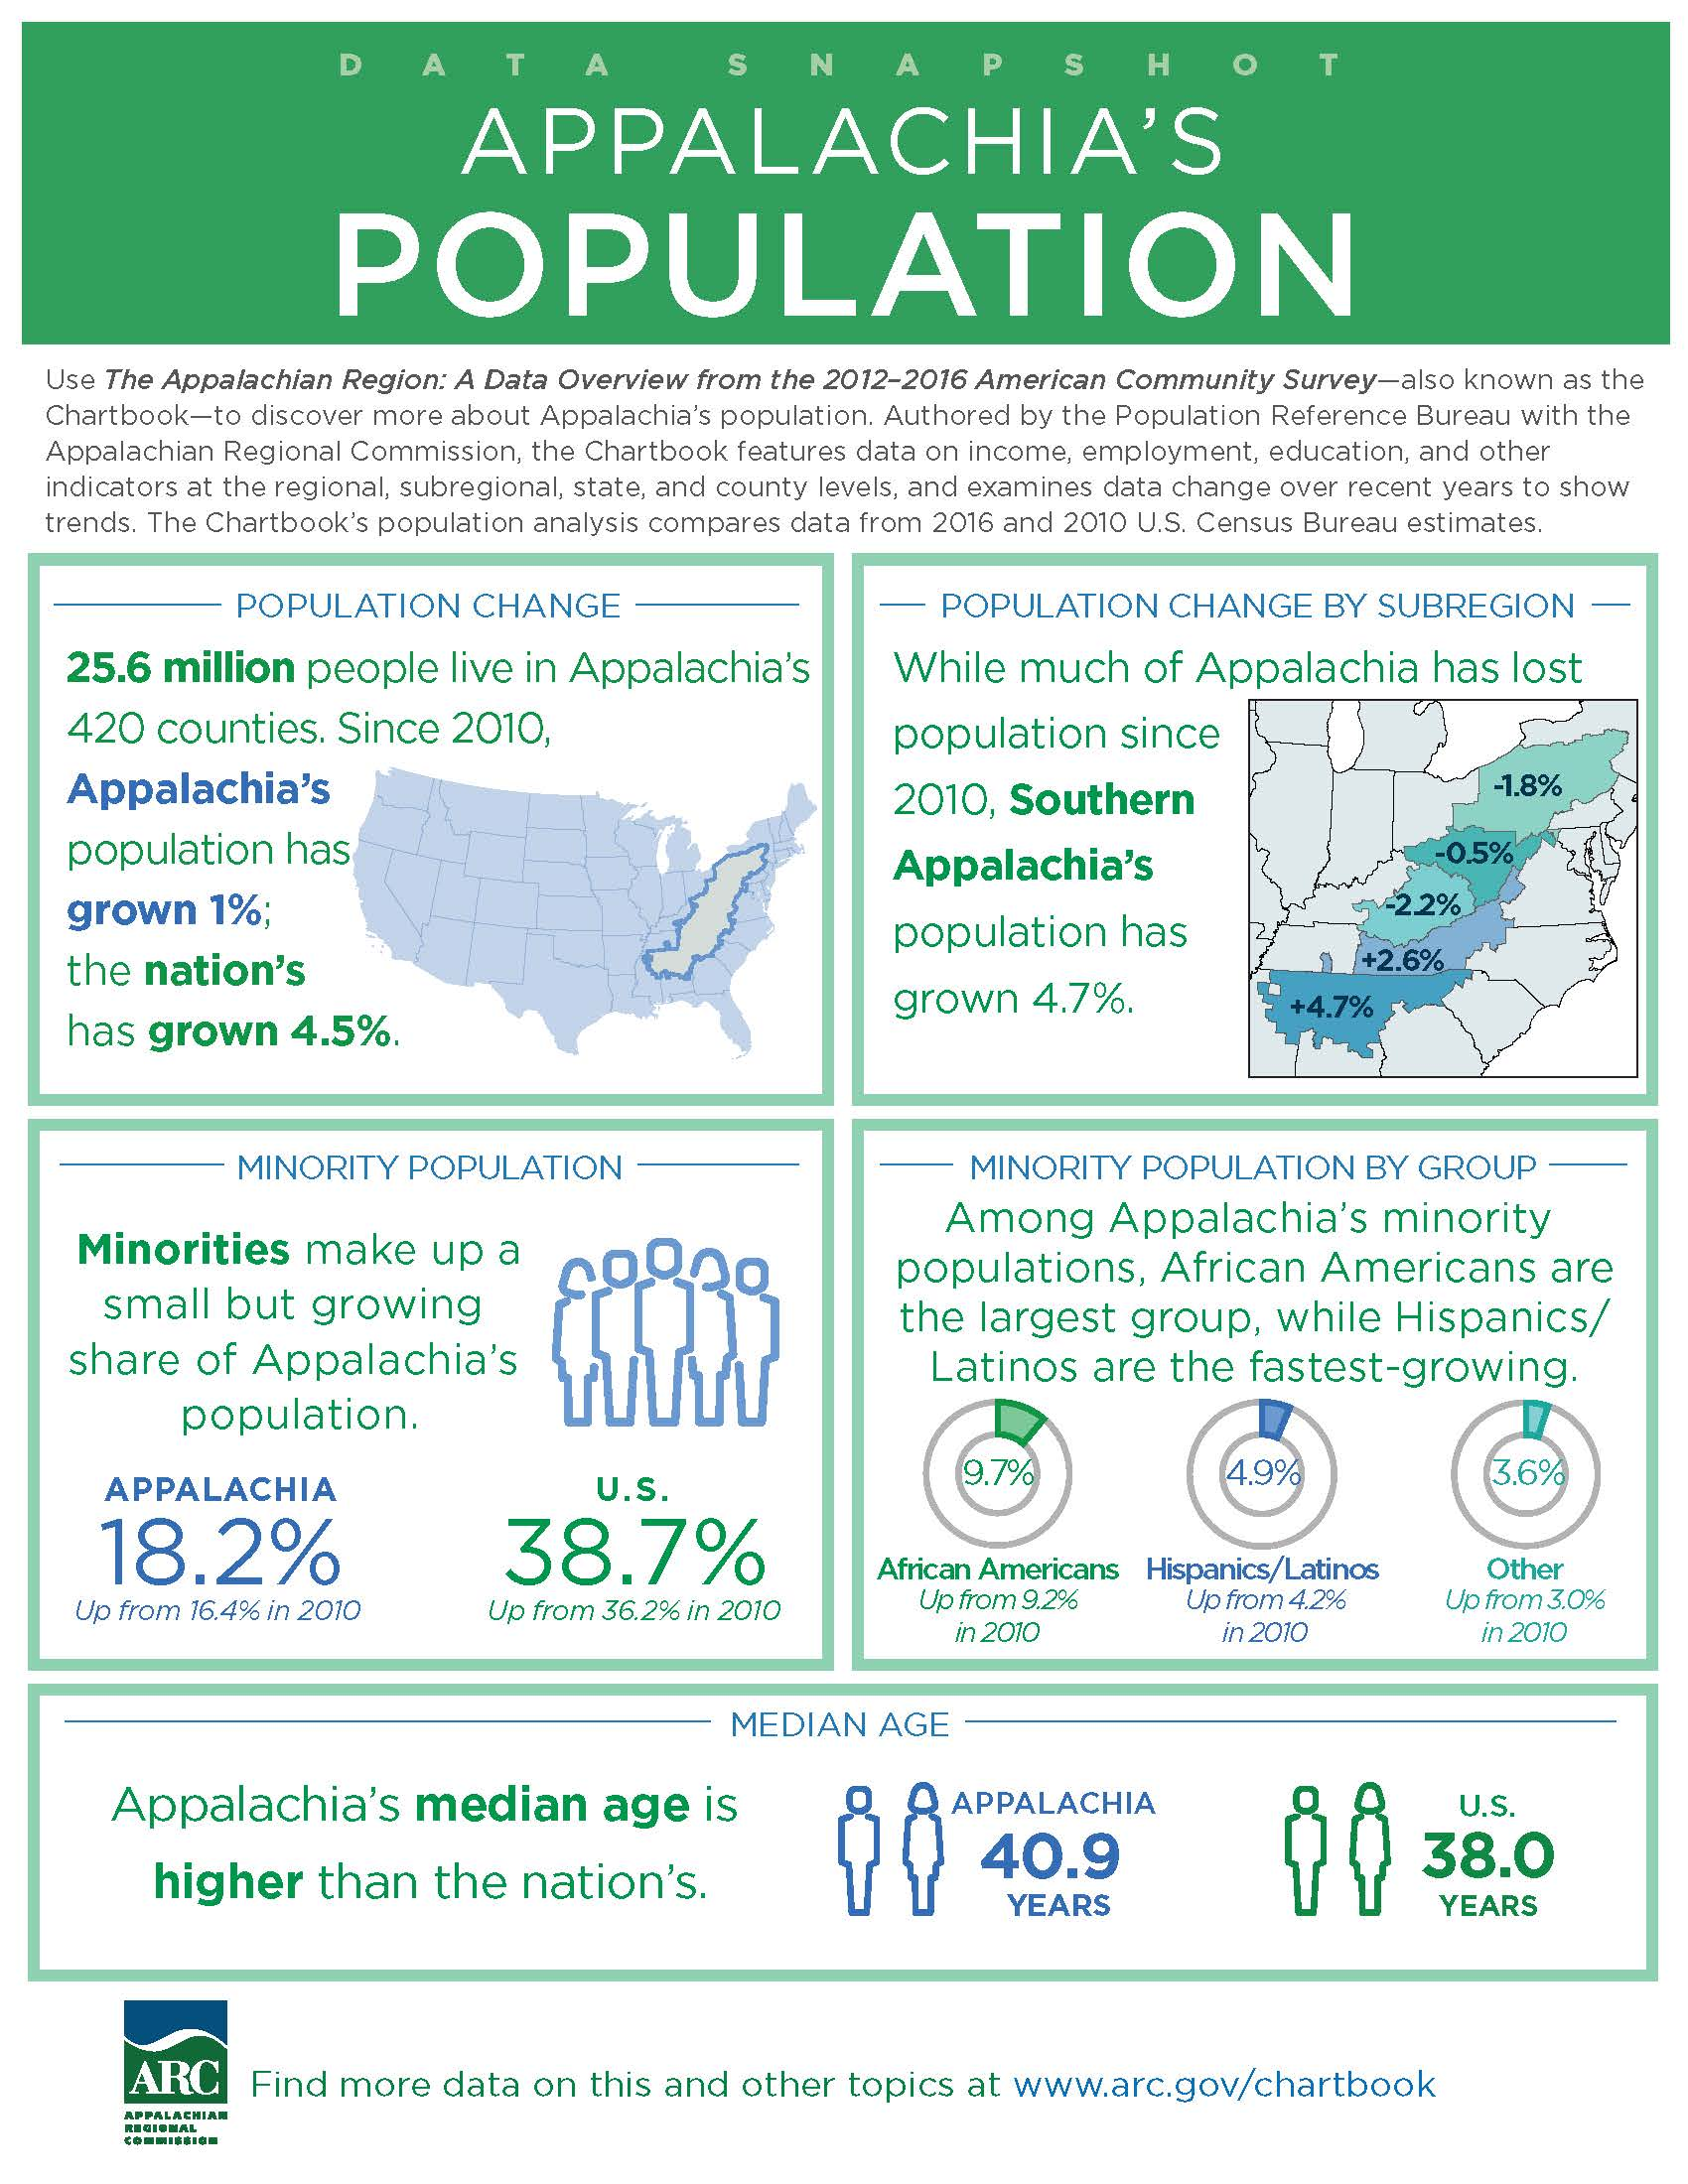 DATA SNAPSHOT
APPALACHIA'S
POPULATION
Use The Appalachian Region: A Data Overview from the 2012–2016 American Community Survey—also known as the
Chartbook—to discover more about Appalachia's population. Authored by the Population Reference Bureau with the
Appalachian Regional Commission, the Chartbook features data on income, employment, education, and other
indicators at the regional, subregional, state, and county levels, and examines data change over recent years to show
trends. The Chartbook's population analysis compares data from 2016 and 2010 U.S. Census Bureau estimates.
POPULATION CHANGE
25.6 million people live in Appalachia's
420 counties. Since 2010,
Appalachia's
population has
grown 1%;
the nation's
has grown 4.5%.
POPULATION CHANGE BY SUBREGION
While much of Appalachia has lost
population since
2010, Southern
Appalachia's
population has
grown 4.7%.
-1.8%
-0.5%
-2.2%
+2.6%
+4.7%
MINORITY POPULATION
Minorities make up a
small but growing
share of Appalachia's
population.
APPALACHIA
18.2%
Up from 16.4% in 2010
U.S.
38.7%
Up from 36.2% in 2010
MINORITY POPULATION BY GROUP
Among Appalachia's minority
populations, African Americans are
the largest group, while Hispanics/
Latinos are the fastest-growing.
9.7%
African Americans
Up from 9.2%
in 2010
4.9%
Hispanics/Latinos
Up from 4.2%
in 2010
3.6%
Other
Up from 3.0%
in 2010
MEDIAN AGE
Appalachia's median age is
higher than the nation's.
APPALACHIA
40.9
YEARS
U.S.
38.0
YEARS
ARC
APPALACHIAN
REGIONAL
COMMISSION
Find more data on this and other topics at www.arc.gov/chartbook